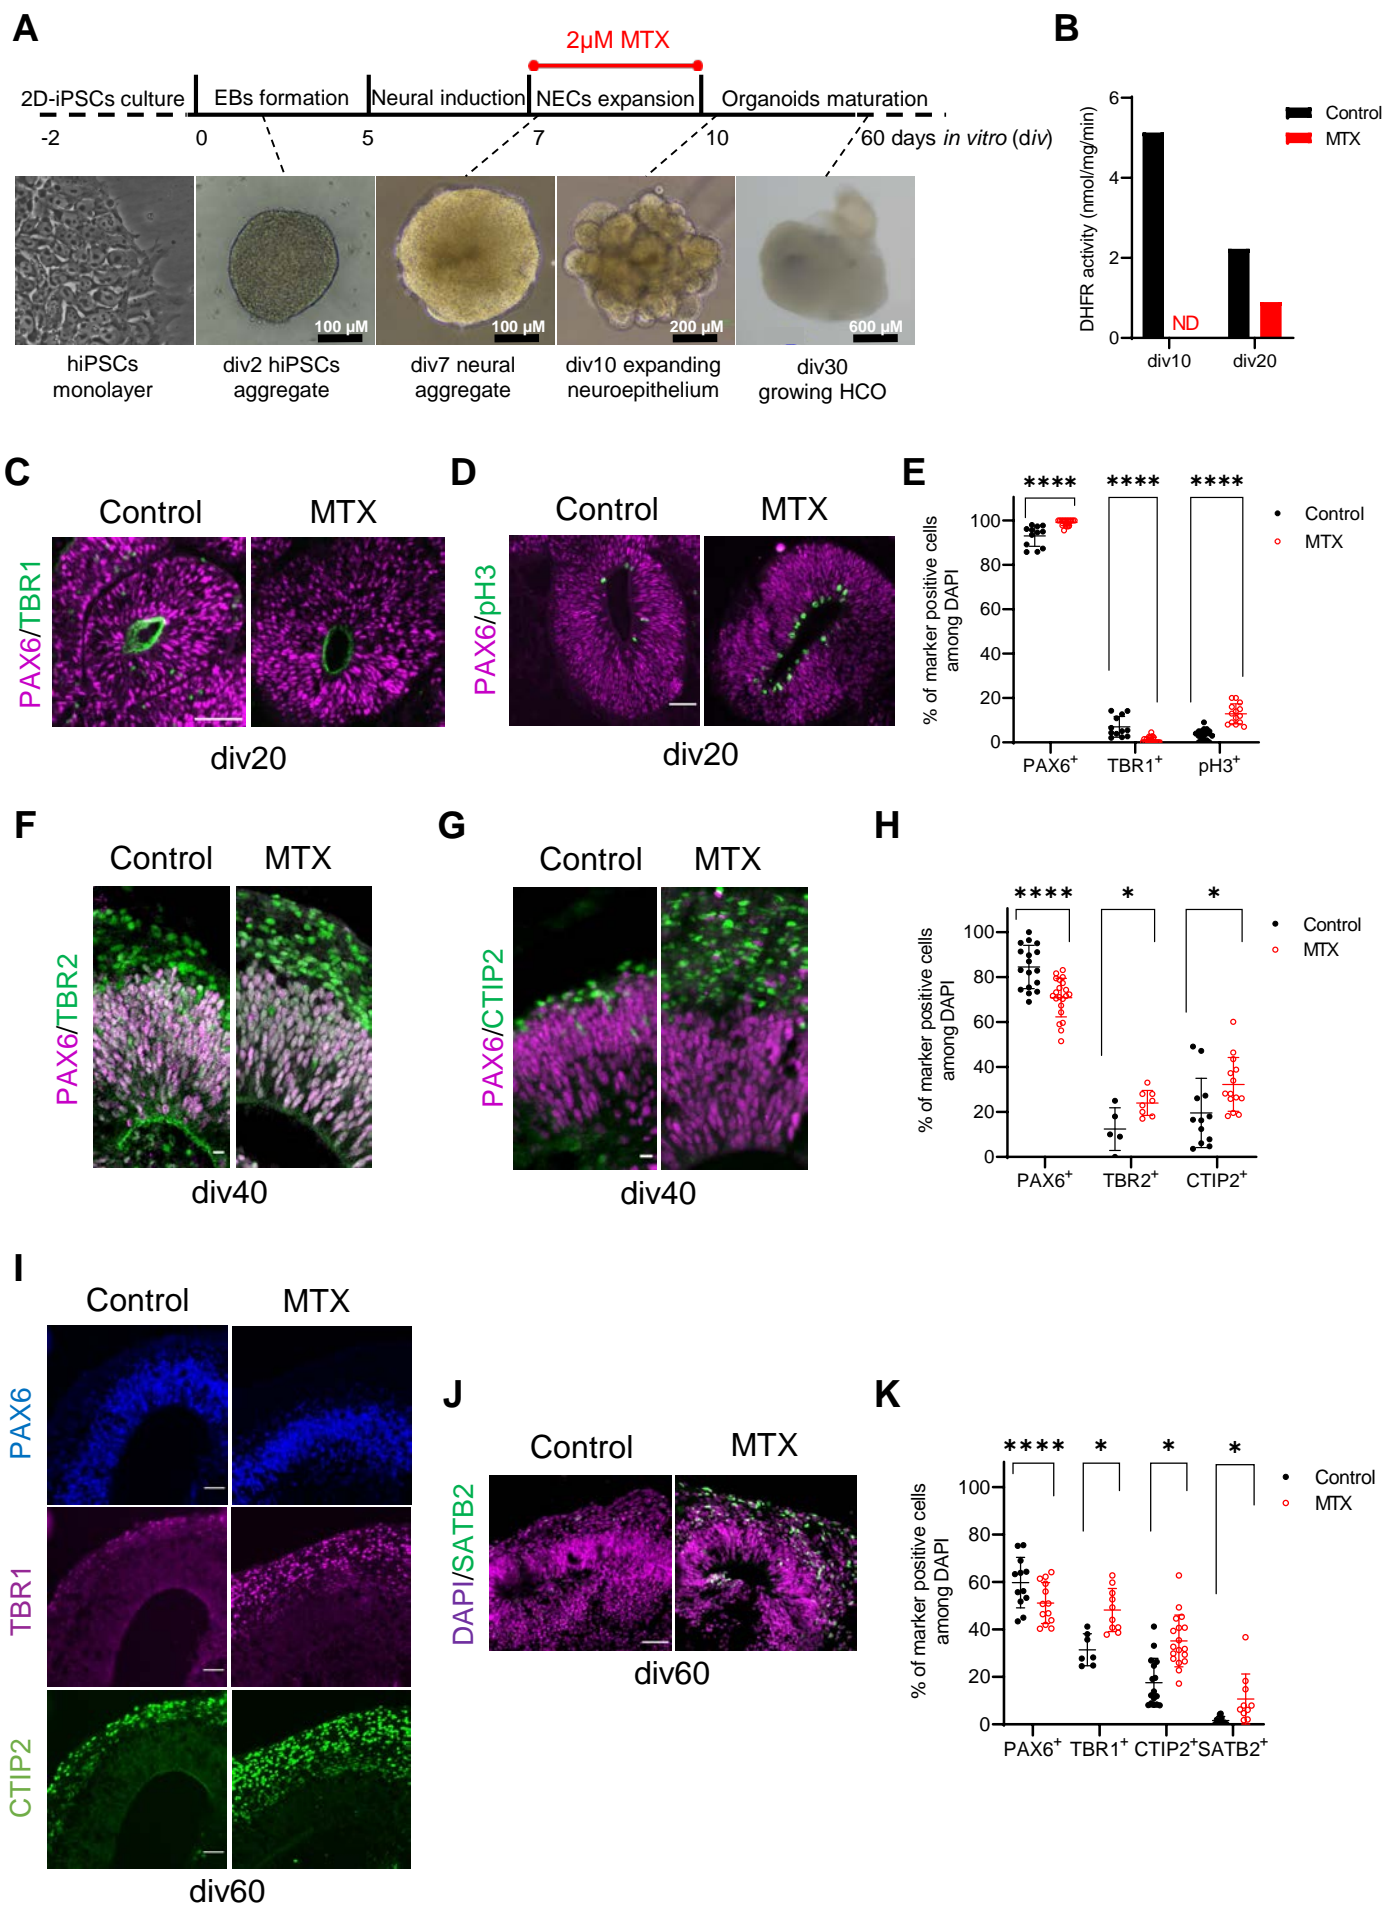 A
2µM MTX
2D-iPSCs culture
EBs formation
Neural induction
NECs expansion
Organoids maturation
-2
0
5
7
10
60 days in vitro (div)
100 µM
100 µM
200 µM
600 µM
hiPSCs
monolayer
div2 hiPSCs
aggregate
div7 neural
aggregate
div10 expanding
neuroepithelium
div30
growing HCO
B
DHFR activity (nmol/mg/min)
6
4
2
0
ND
div10
div20
Control
MTX
C
Control
MTX
PAX6/TBR1
div20
D
Control
MTX
PAX6/pH3
div20
E
% of marker positive cells
among DAPI
100
80
60
40
20
0
****
****
****
PAX6+
TBR1+
pH3+
Control
MTX
F
Control
MTX
PAX6/TBR2
div40
G
Control
MTX
PAX6/CTIP2
div40
H
% of marker positive cells
among DAPI
100
80
60
40
20
0
****
*
*
PAX6+
TBR2+
CTIP2+
Control
MTX
I
Control
MTX
PAX6
TBR1
CTIP2
div60
J
Control
MTX
DAPI/SATB2
div60
K
% of marker positive cells
among DAPI
100
80
60
40
20
0
****
*
*
*
PAX6+
TBR1+
CTIP2+
SATB2+
Control
MTX